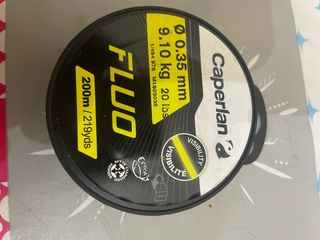 Caperlan
Ø 0.35 mm
9.10 kg 20 lbs
FLUO
200m / 219yds
VISIBILITY
VISIBILITÉ